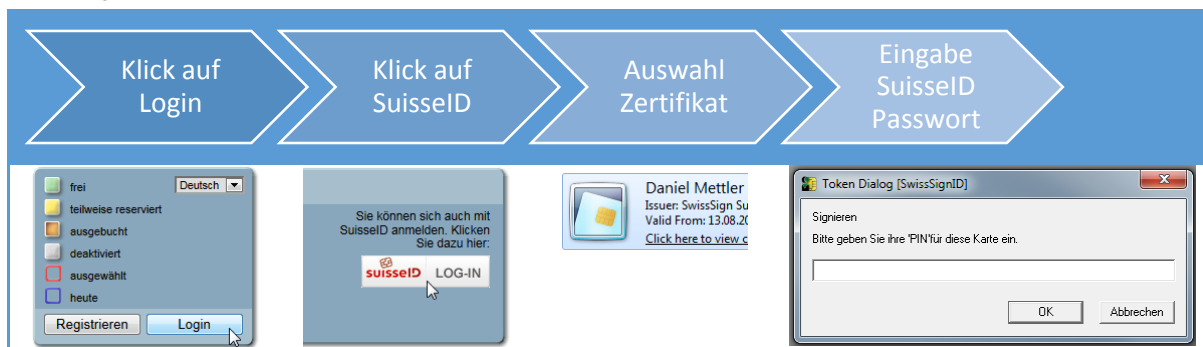 Klick auf
Login
Klick auf
SuisseID
Auswahl
Zertifikat
Eingabe
SuisseID
Passwort
frei
Deutsch
teilweise reserviert
ausgebucht
deaktiviert
ausgewählt
heute
Registrieren
Login
Sie können sich auch mit
SuisseID anmelden. Klicken
Sie dazu hier:
suisseID LOG-IN
Daniel Mettler
Issuer: SwissSign Su
Valid From: 13.08.20
Click here to view c
Token Dialog [SwissSignID]
Signieren
Bitte geben Sie ihre 'PIN'für diese Karte ein.
OK
Abbrechen